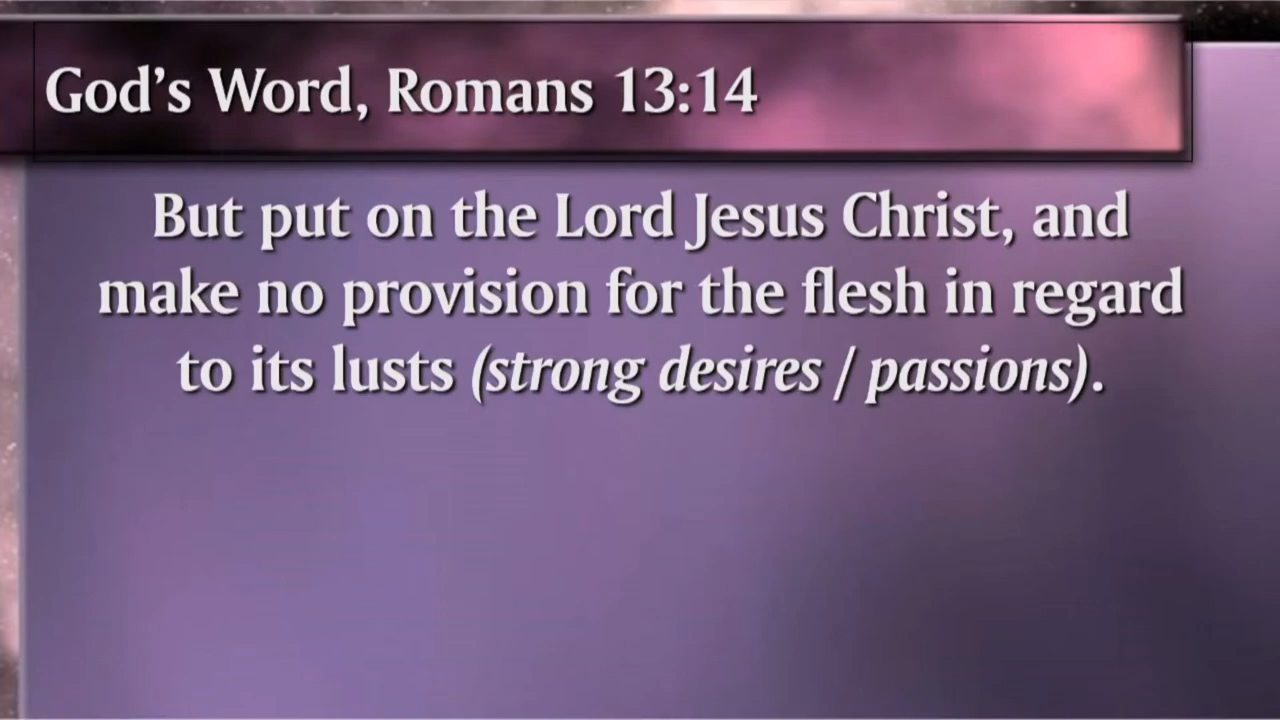 God’s Word, Romans 13:14
But put on the Lord Jesus Christ, and
make no provision for the flesh in regard
to its lusts (strong desires / passions).